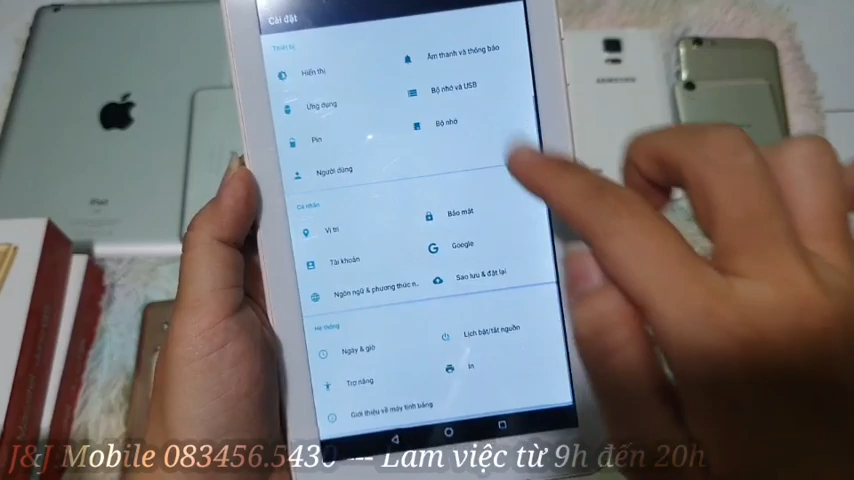 Cài đặt
Thiết bị
Hiển thị
Âm thanh và thông báo
Ứng dụng
Bộ nhớ và USB
Pin
Bộ nhớ
Người dùng
Cá nhân
Vị trí
Bảo mật
Tài khoản
Google
Ngôn ngữ & phương thức n..
Sao lưu & đặt lại
Hệ thống
Ngày & giờ
Lịch bật/tắt nguồn
Trợ năng
In
Giới thiệu về máy tính bảng
iPad
J&J Mobile 083456.5430 --- Làm việc từ 9h đến 20h